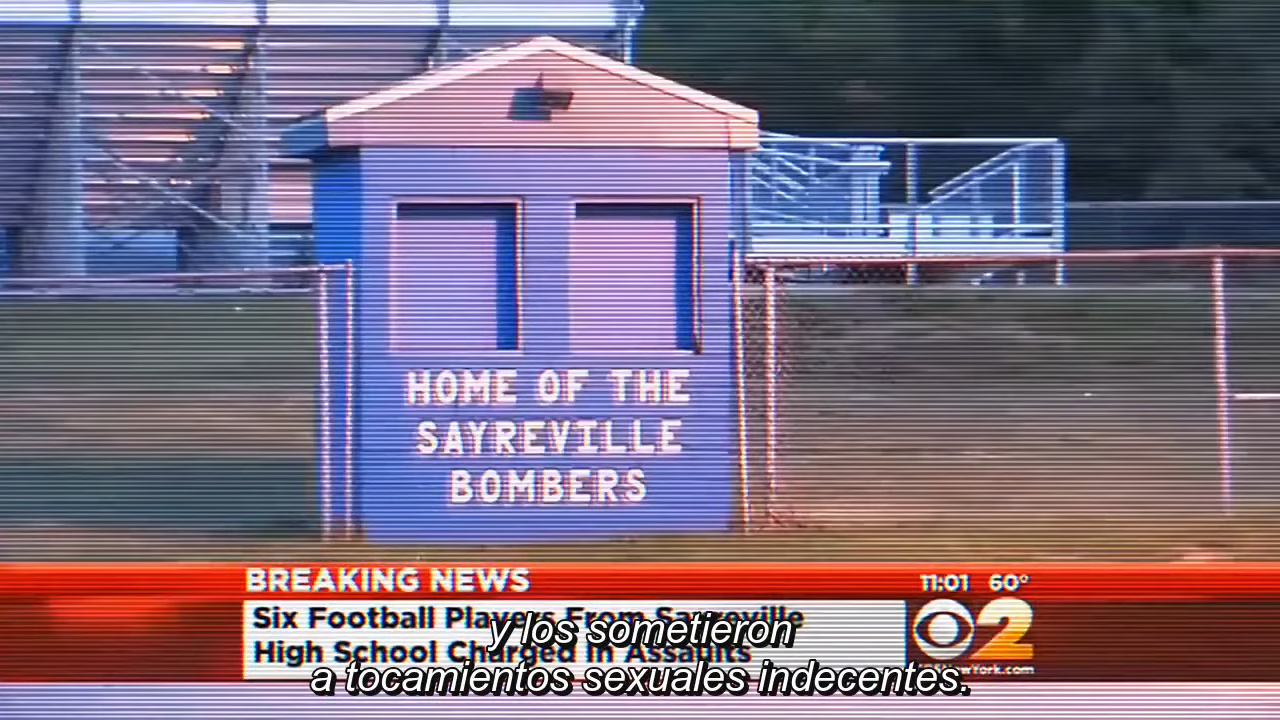 HOME OF THE
SAYREVILLE
BOMBERS
BREAKING NEWS
11:01 60°
Six Football Players From Sayreville
High School Charged In Assaults
2
y los sometieron
a tocamientos sexuales indecentes.